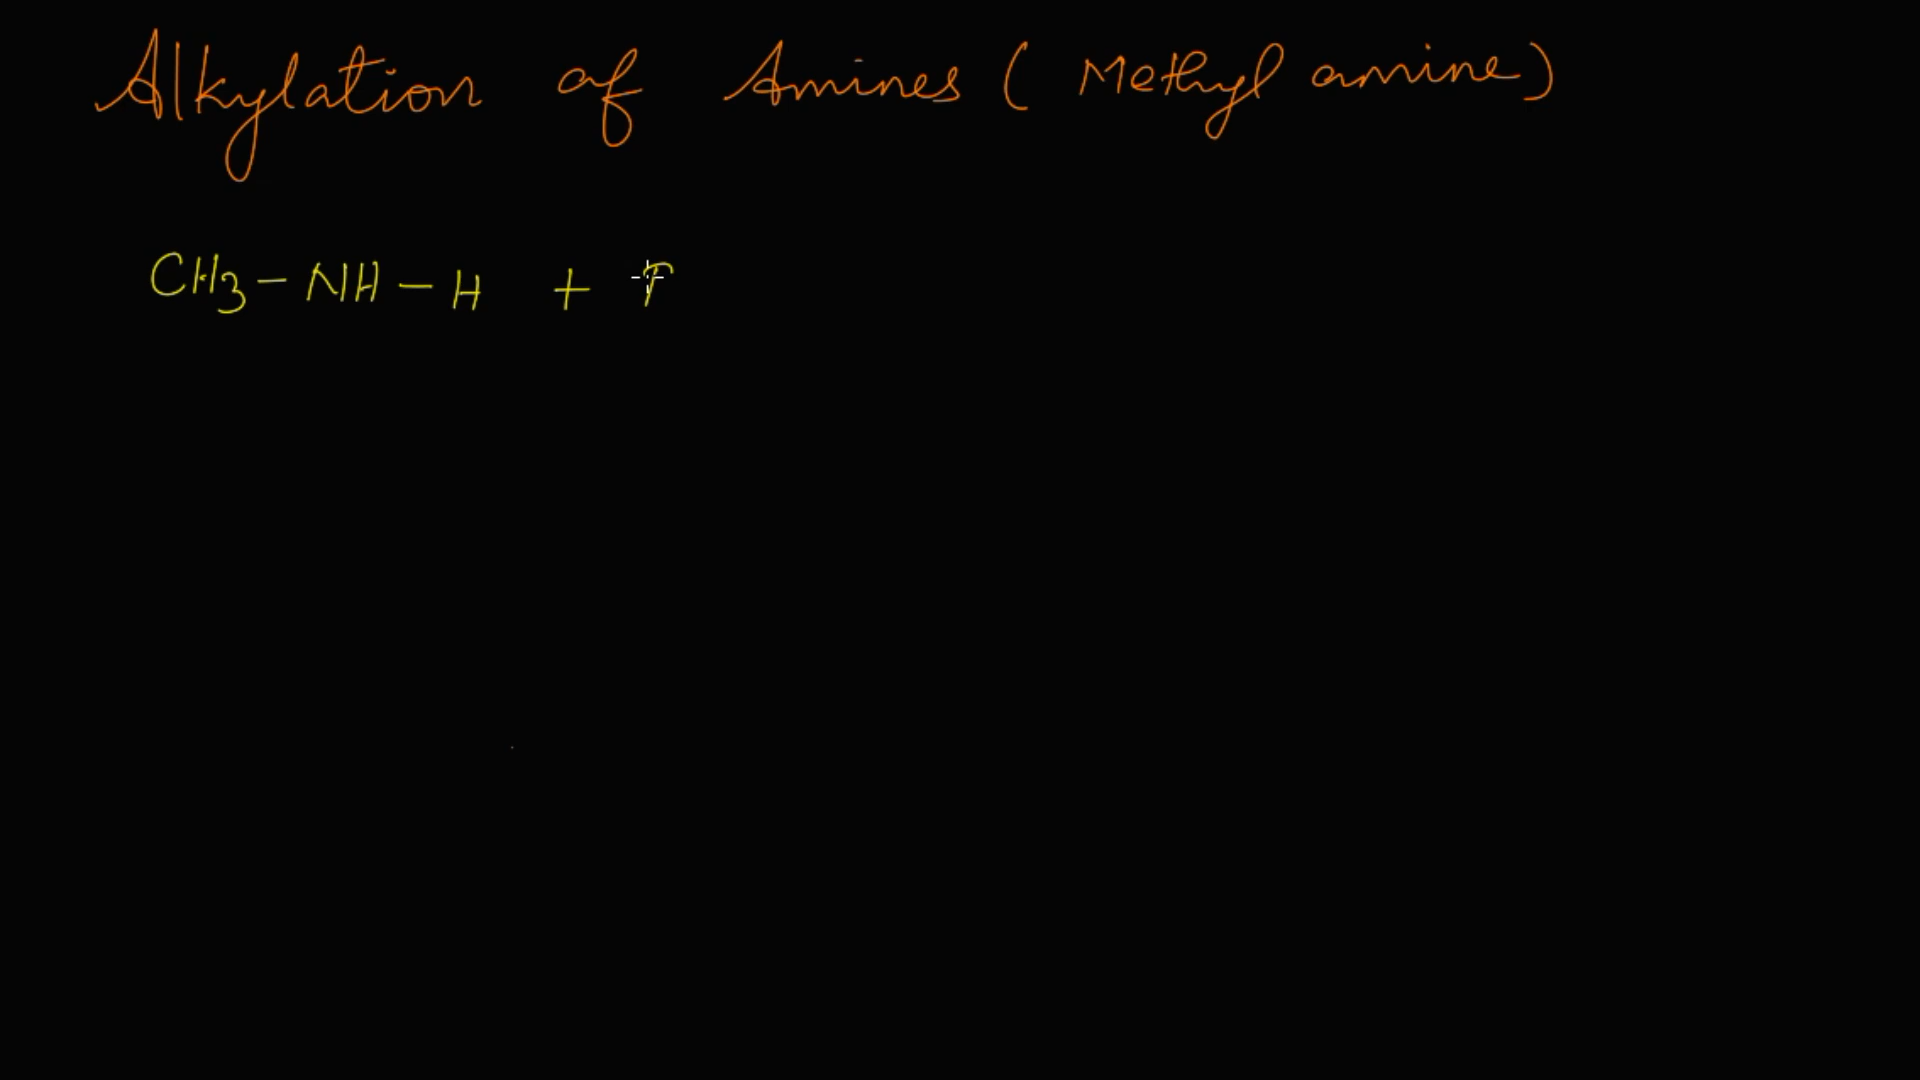 Alkylation of Amines ( Methyl amine )
CH3 - NH - H +